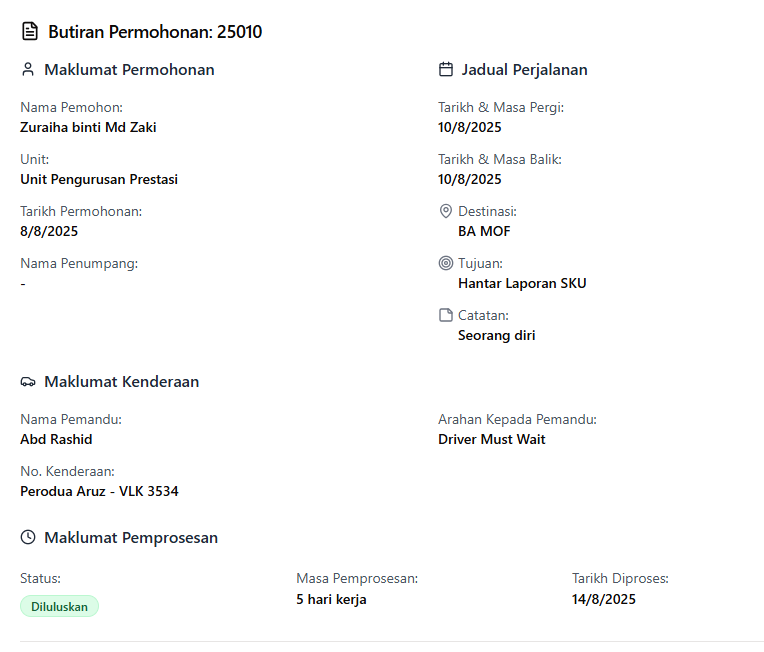 Butiran Permohonan: 25010
Maklumat Permohonan
Nama Pemohon:
Zuraiha binti Md Zaki
Unit:
Unit Pengurusan Prestasi
Tarikh Permohonan:
8/8/2025
Nama Penumpang:
-
Jadual Perjalanan
Tarikh & Masa Pergi:
10/8/2025
Tarikh & Masa Balik:
10/8/2025
Destinasi:
BA MOF
Tujuan:
Hantar Laporan SKU
Catatan:
Seorang diri
Maklumat Kenderaan
Nama Pemandu:
Abd Rashid
No. Kenderaan:
Perodua Aruz - VLK 3534
Arahan Kepada Pemandu:
Driver Must Wait
Maklumat Pemprosesan
Status:
Diluluskan
Masa Pemprosesan:
5 hari kerja
Tarikh Diproses:
14/8/2025